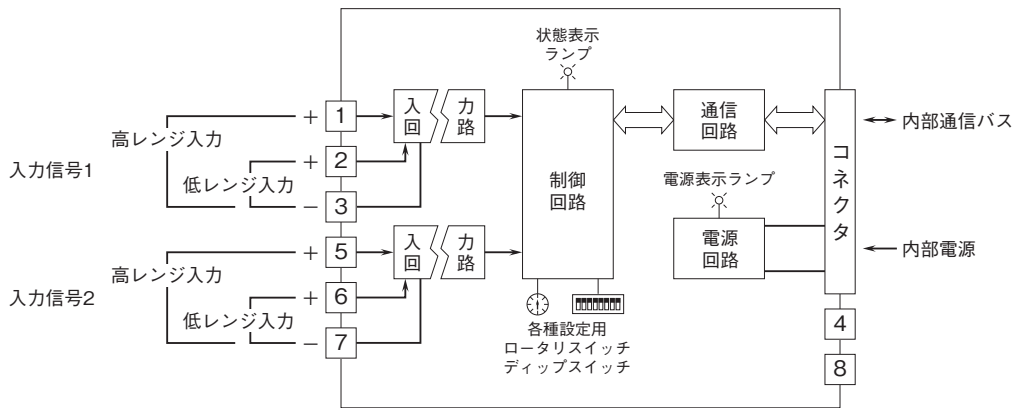 状態表示
ランプ
入力信号1
高レンジ入力
低レンジ入力
+ 1
+ 2
− 3
入回
力路
入力信号2
高レンジ入力
低レンジ入力
+ 5
+ 6
− 7
入回
力路
制御
回路
各種設定用
ロータリスイッチ
ディップスイッチ
通信
回路
電源表示ランプ
電源
回路
コネクタ
内部通信バス
内部電源
4
8